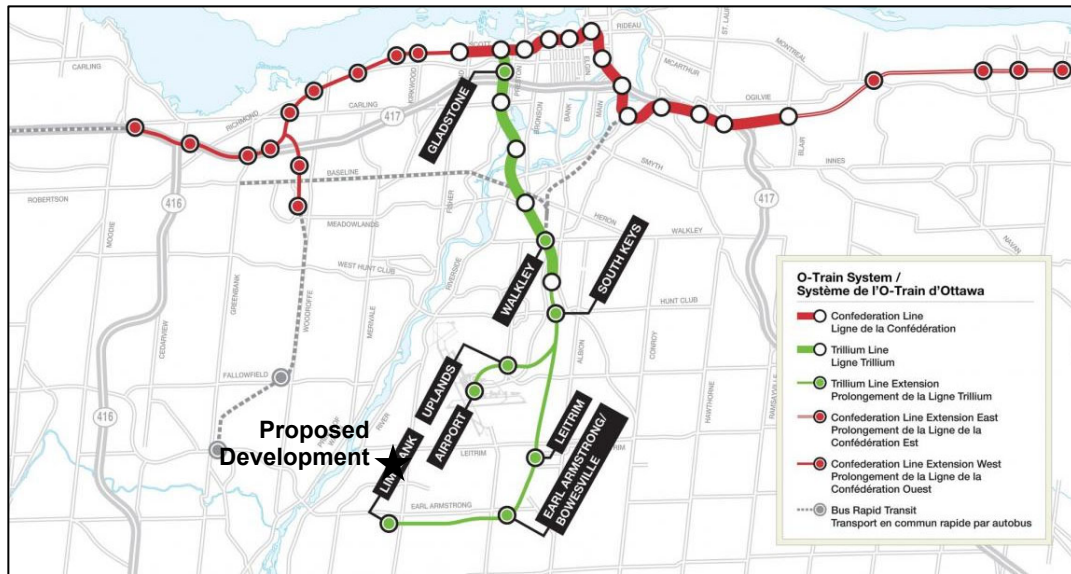 RIDEAU
CARLING
MONTREAL
MCARTHUR
KIRKWOOD
PRESTON
OGILVIE
RICHMOND
CARLING
417
BRONSON
BANK
MAIN
GLADSTONE
BLAIR
INNES
SMYTH
BASELINE
ROBERTSON
416
FISHER
417
MOODIE
MEADOWLANDS
HERON
WALKLEY
NAVAN
WEST HUNT CLUB
RIVERSIDE
WALKLEY
SOUTH KEYS
GREENBANK
WOODROFFE
MERIVALE
HUNT CLUB
CEDARVIEW
ALBION
CONROY
FALLOWFIELD
UPLANDS
AIRPORT
HAWTHORNE
RAMSAYVILLE
416
RIVER
Proposed
Development
LEITRIM
LEITRIM
EARL ARMSTRONG
EARL ARMSTRONG/
BOWESVILLE
O-Train System /
Système de l'O-Train d'Ottawa
Confederation Line
Ligne de la Confédération
Trillium Line
Ligne Trillium
Trillium Line Extension
Prolongement de la Ligne Trillium
Confederation Line Extension East
Prolongement de la Ligne de la
Confédération Est
Confederation Line Extension West
Prolongement de la Ligne de la
Confédération Ouest
Bus Rapid Transit
Transport en commun rapide par autobus